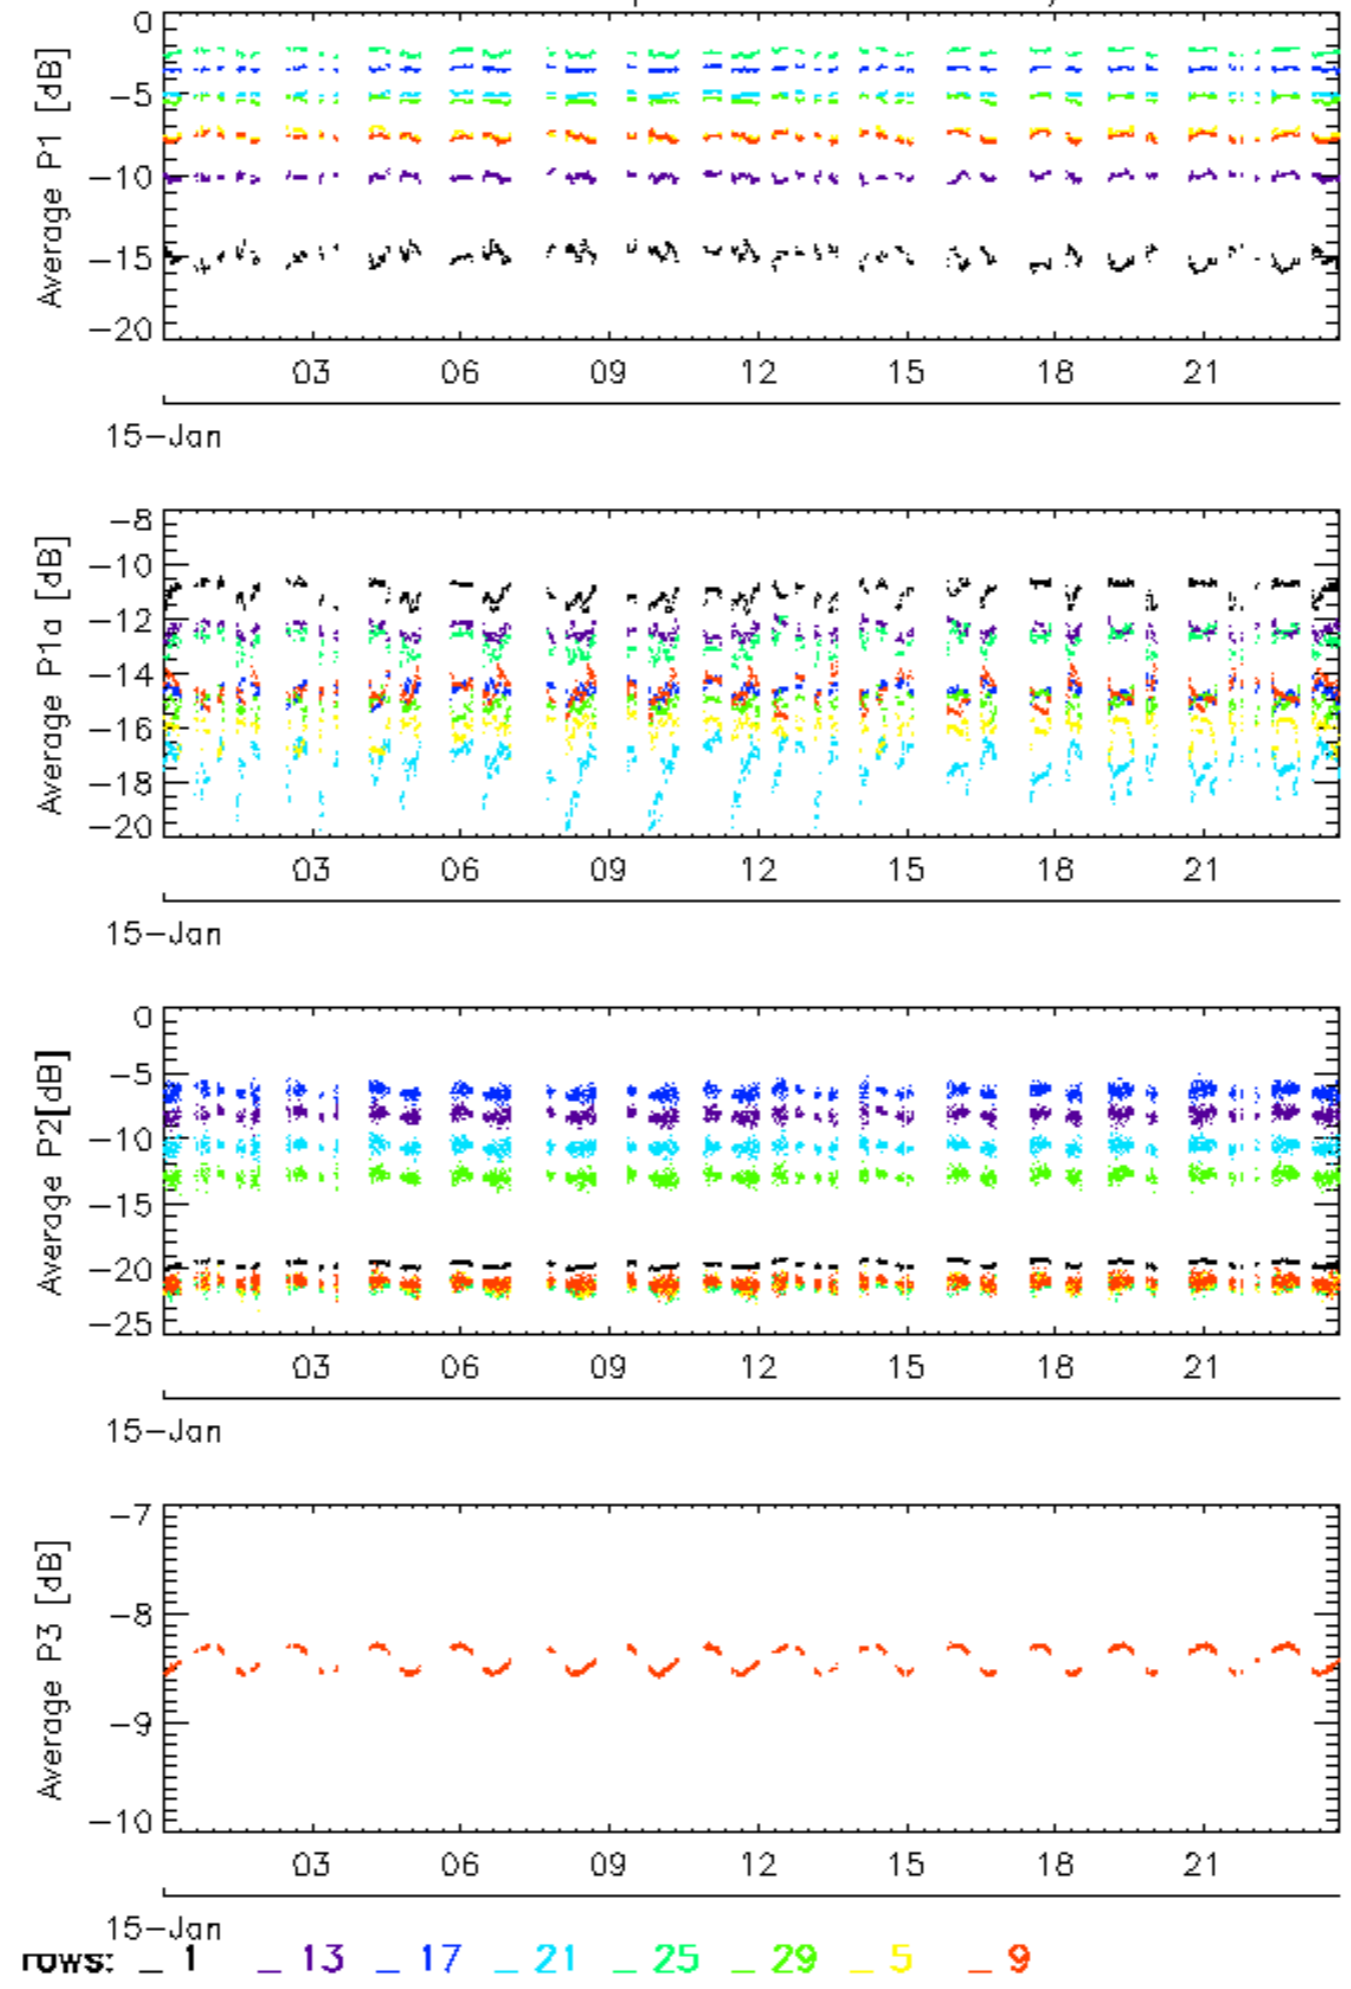 0
−5
−10
−15
−20
Average P1 [dB]
03 06 09 12 15 18 21
15−Jan
−8
−10
−12
−14
−16
−18
−20
Average P1a [dB]
03 06 09 12 15 18 21
15−Jan
0
−5
−10
−15
−20
−25
Average P2[dB]
03 06 09 12 15 18 21
15−Jan
−7
−8
−9
−10
Average P3 [dB]
03 06 09 12 15 18 21
15−Jan
rows: _ 1 _ 13 _ 17 _ 21 _ 25 _ 29 _ 5 _ 9